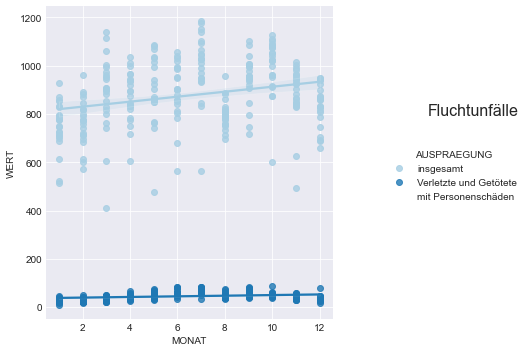 1200
1000
800
600
400
200
0
WERT
2
4
6
8
10
12
MONAT
Fluchtunfälle
AUSPRAEGUNG
insgesamt
Verletzte und Getötete
mit Personenschäden